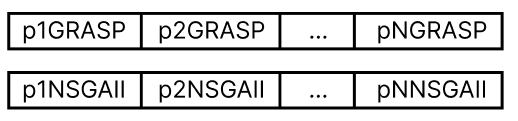 p1GRASP p2GRASP ... pNGRASP
p1NSGAII p2NSGAII ... pNNSGAII